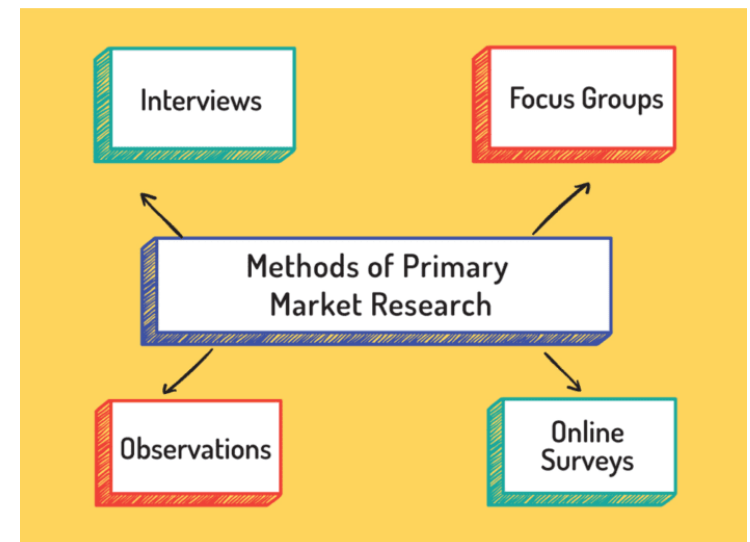 Interviews
Focus Groups
Methods of Primary
Market Research
Observations
Online
Surveys